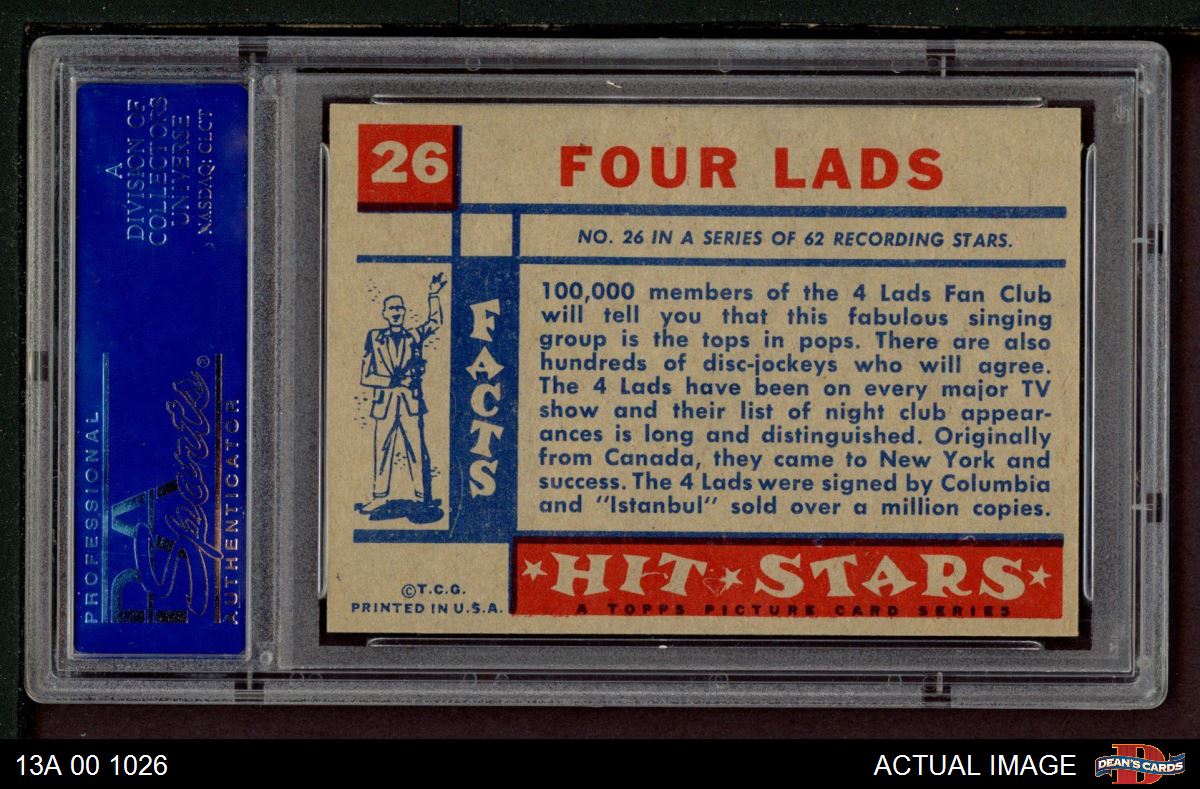 A
DIVISION OF
COLLECTORS
UNIVERSE
NASDAQ: CLCT
PROFESSIONAL
PSA
Sports®
AUTHENTICATOR
26
FOUR LADS
NO. 26 IN A SERIES OF 62 RECORDING STARS.
FACTS
100,000 members of the 4 Lads Fan Club
will tell you that this fabulous singing
group is the tops in pops. There are also
hundreds of disc-jockeys who will agree.
The 4 Lads have been on every major TV
show and their list of night club appear-
ances is long and distinguished. Originally
from Canada, they came to New York and
success. The 4 Lads were signed by Columbia
and "Istanbul" sold over a million copies.
©T.C.G.
PRINTED IN U.S.A.
HIT STARS
A TOPPS PICTURE CARD SERIES
13A 00 1026
ACTUAL IMAGE
D
DEAN'S CARDS